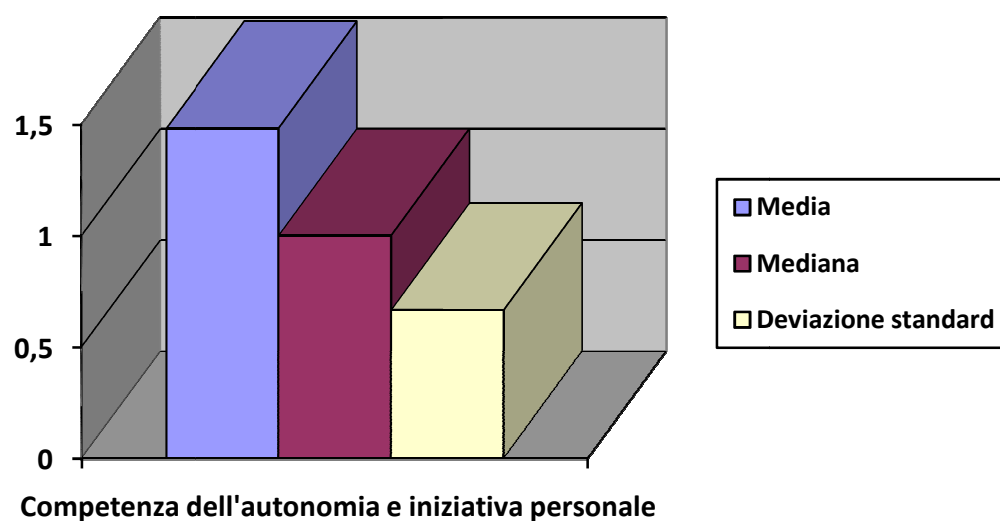 1,5
1
0,5
0
Media
Mediana
Deviazione standard
Competenza dell'autonomia e iniziativa personale